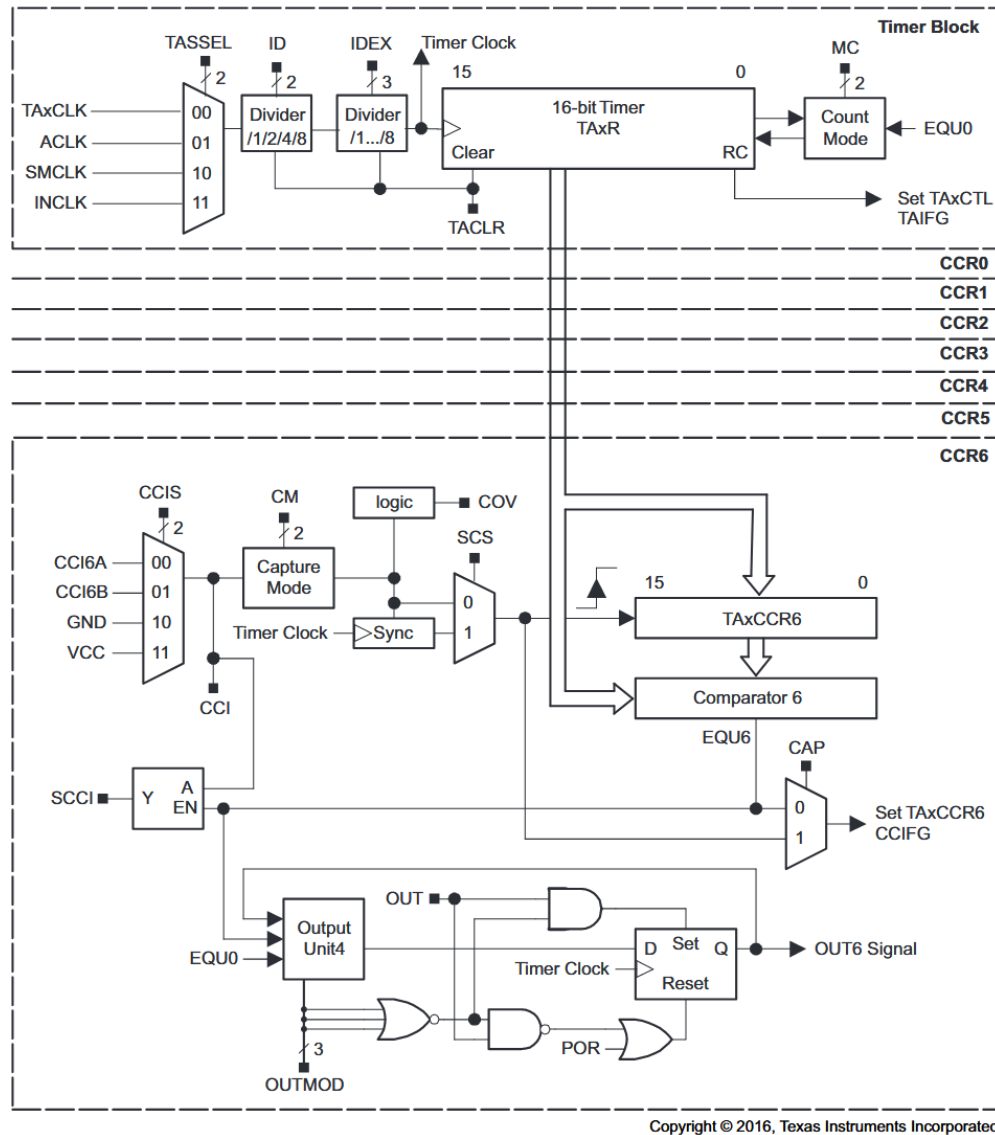 Timer Block
TASSEL
ID
IDEX
Timer Clock
15
0
MC
2
2
3
2
TAxCLK
ACLK
SMCLK
INCLK
00
01
10
11
Divider
/1/2/4/8
Divider
/1.../8
16-bit Timer
TAxR
Clear
RC
Count
Mode
EQU0
Set TAxCTL
TAIFG
TACLR
CCR0
CCR1
CCR2
CCR3
CCR4
CCR5
CCR6
CCIS
2
CM
2
logic
COV
SCS
CCI6A
CCI6B
GND
VCC
00
01
10
11
Capture
Mode
Timer Clock
Sync
0
1
15
0
TAxCCR6
CCI
Comparator 6
EQU6
CAP
SCCI
Y
A
EN
0
1
Set TAxCCR6
CCIFG
OUT
Output
Unit4
EQU0
D
Set
Q
Timer Clock
Reset
OUT6 Signal
POR
3
OUTMOD
Copyright © 2016, Texas Instruments Incorporated